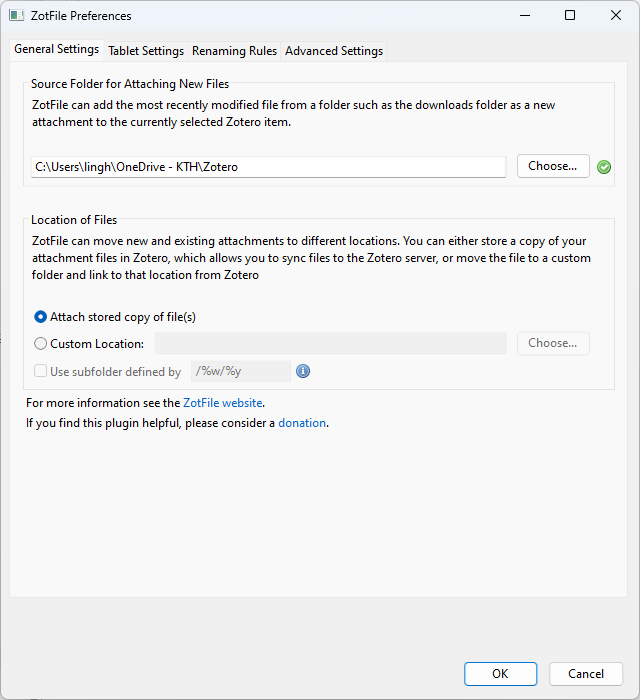 ZotFile Preferences
General Settings Tablet Settings Renaming Rules Advanced Settings
Source Folder for Attaching New Files
ZotFile can add the most recently modified file from a folder such as the downloads folder as a new
attachment to the currently selected Zotero item.
C:\Users\lingh\OneDrive - KTH\Zotero Choose...
Location of Files
ZotFile can move new and existing attachments to different locations. You can either store a copy of your
attachment files in Zotero, which allows you to sync files to the Zotero server, or move the file to a custom
folder and link to that location from Zotero
Attach stored copy of file(s)
Custom Location: Choose...
Use subfolder defined by /%w/%y
For more information see the ZotFile website.
If you find this plugin helpful, please consider a donation.
OK Cancel